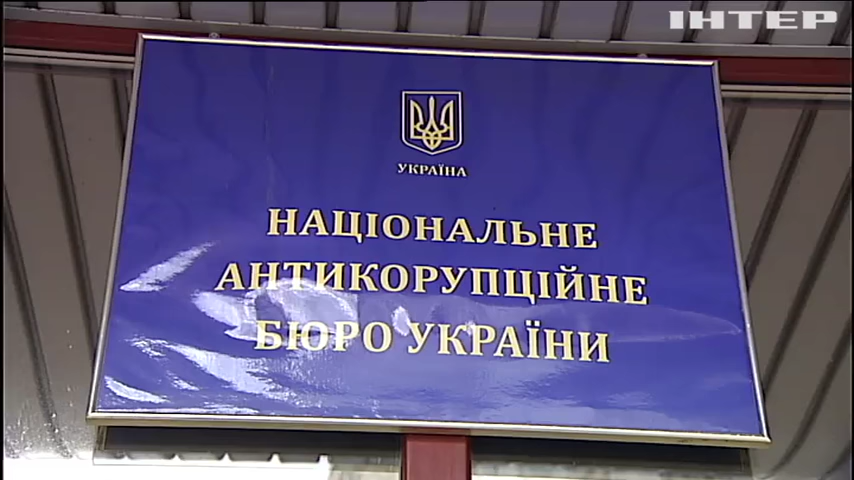 ІНТЕР
УКРАЇНА
НАЦІОНАЛЬНЕ
АНТИКОРУПЦІЙНЕ
БЮРО УКРАЇНИ